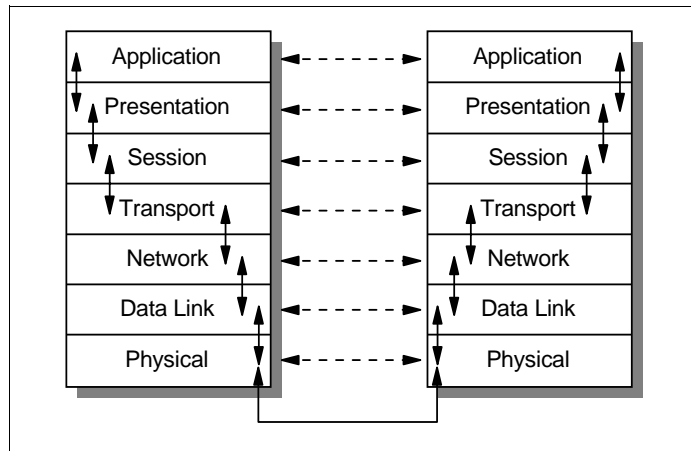 Application
Presentation
Session
Transport
Network
Data Link
Physical
Application
Presentation
Session
Transport
Network
Data Link
Physical